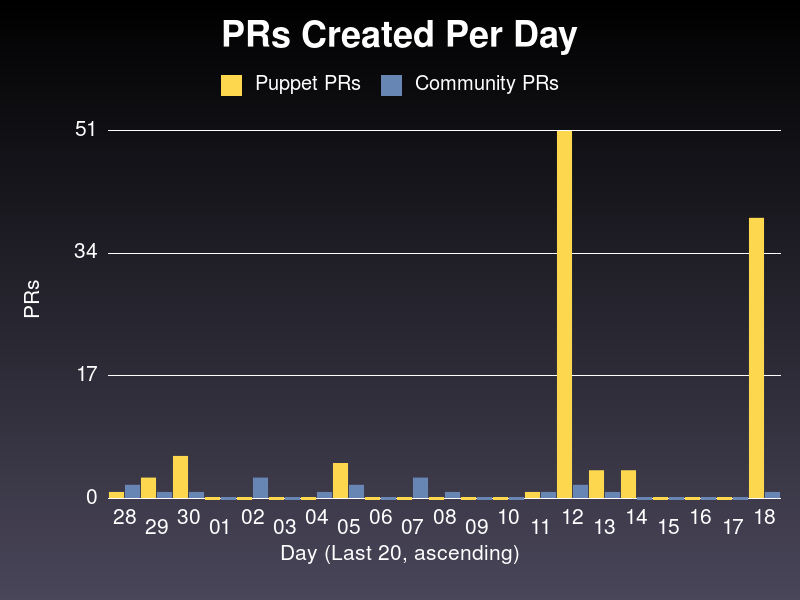 PRs Created Per Day
Puppet PRs Community PRs
51
34
17
0
PRs
28 29 30 01 02 03 04 05 06 07 08 09 10 11 12 13 14 15 16 17 18
Day (Last 20, ascending)